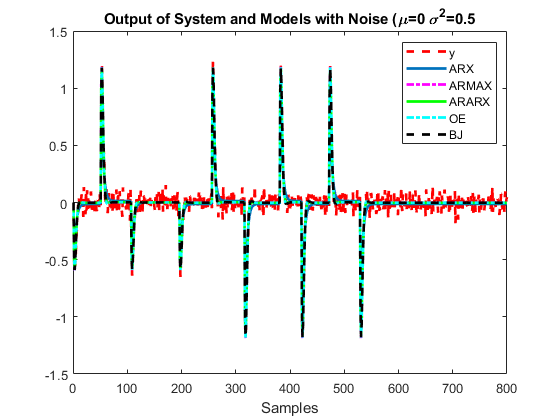 Output of System and Models with Noise (μ=0 σ²=0.5
1.5
1
0.5
0
-0.5
-1
-1.5
0 100 200 300 400 500 600 700 800
Samples
y
ARX
ARMAX
ARARX
OE
BJ